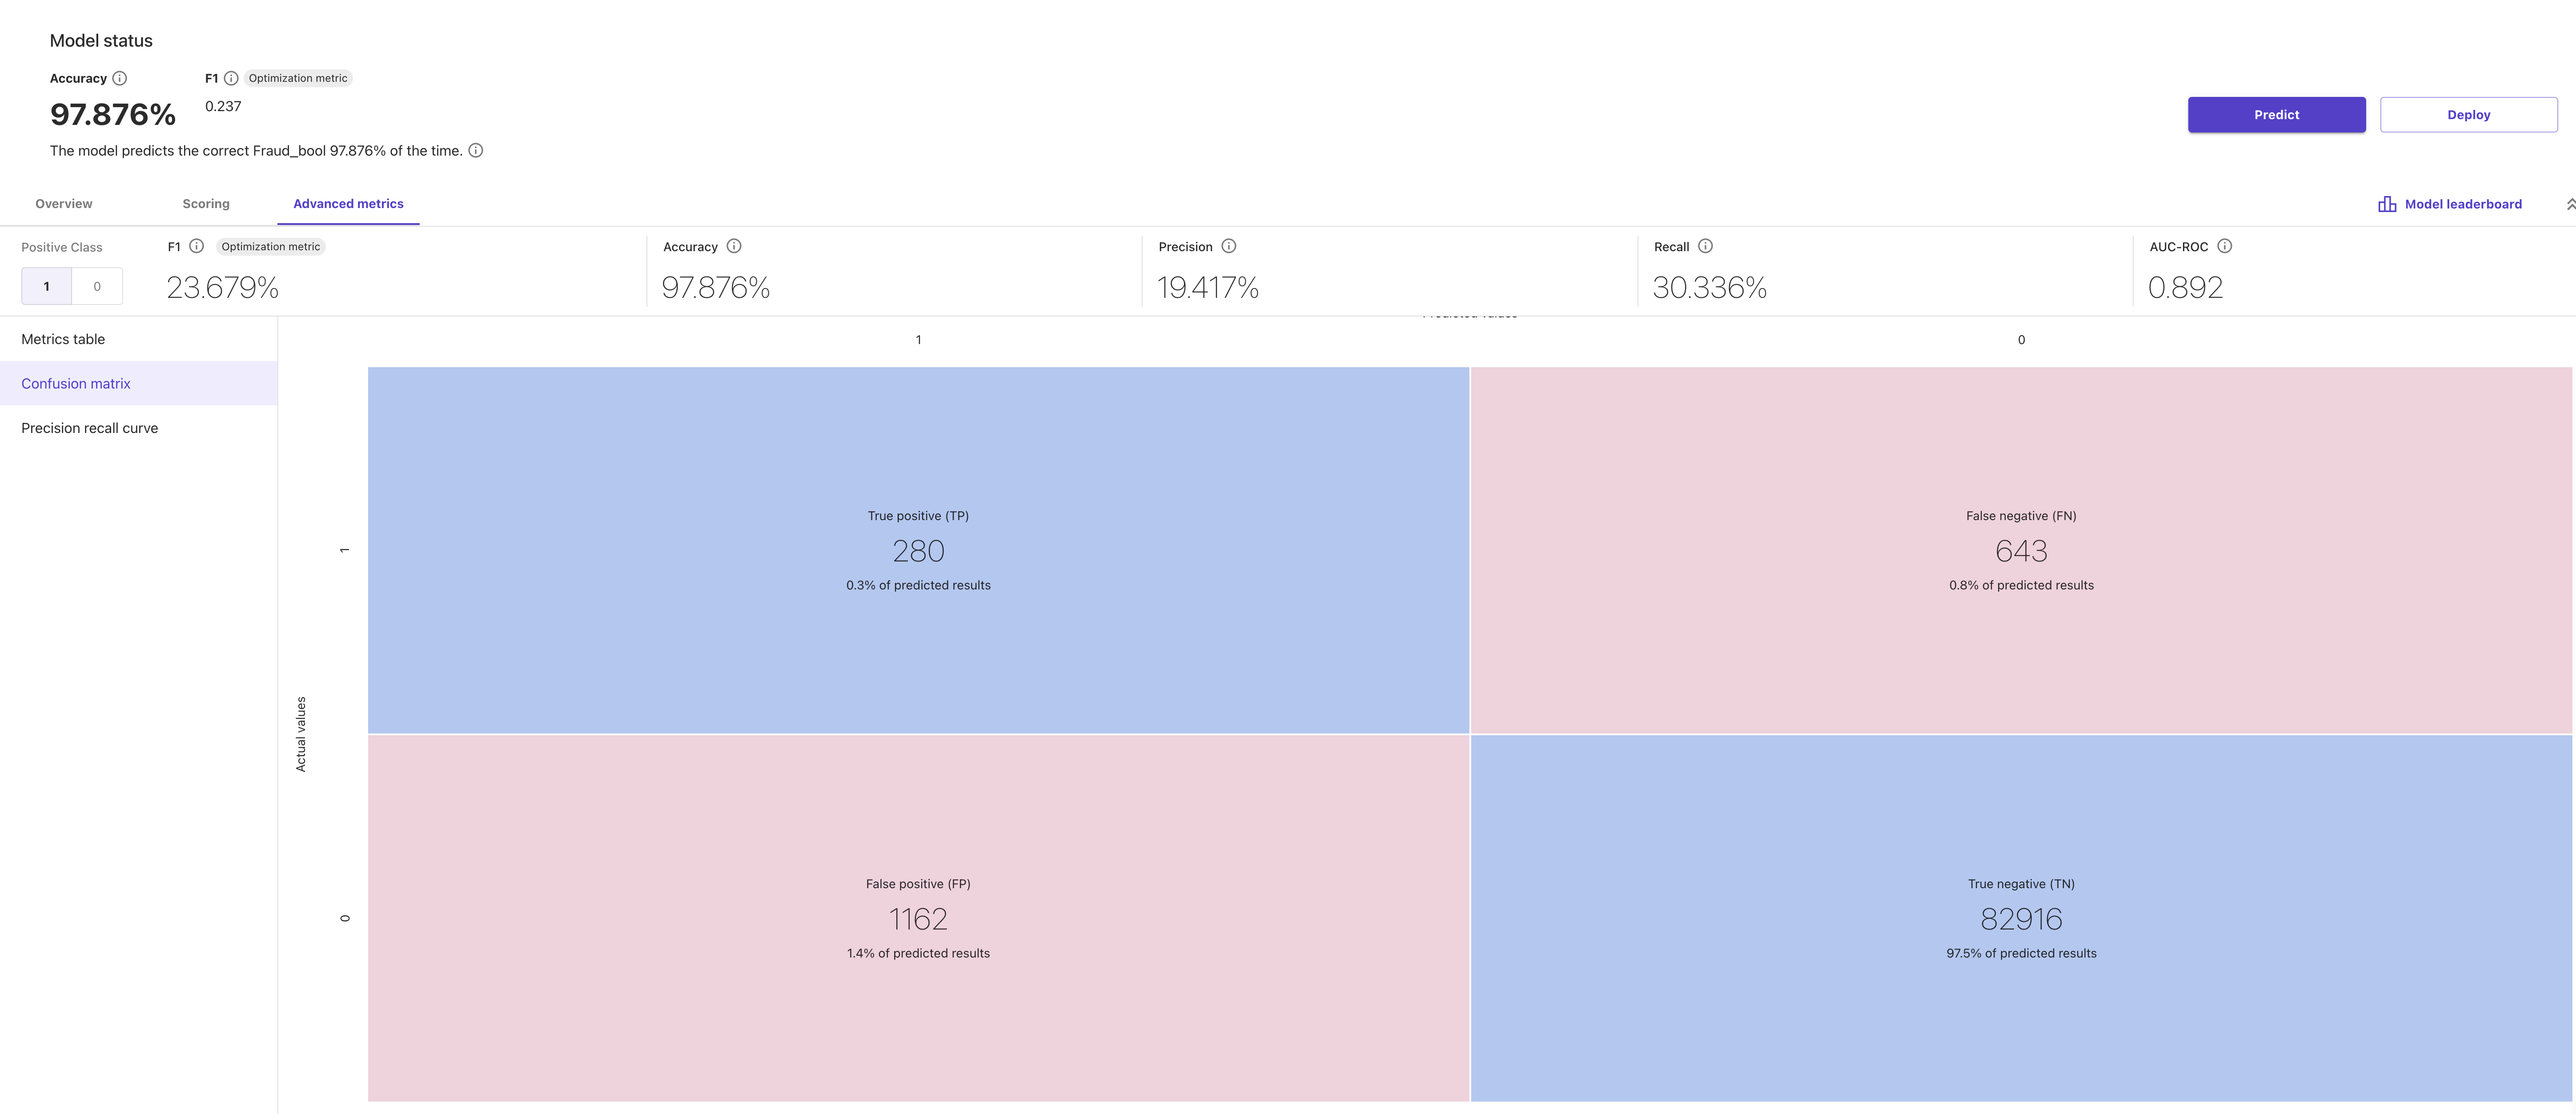 Model status
Accuracy F1 Optimization metric
97.876% 0.237
The model predicts the correct Fraud_bool 97.876% of the time.
Predict Deploy
Overview Scoring Advanced metrics Model leaderboard
Positive Class F1 Optimization metric Accuracy Precision Recall AUC-ROC
1 0 23.679% 97.876% 19.417% 30.336% 0.892
Metrics table
Confusion matrix
Precision recall curve
Predicted values
1 0
Actual values
1
True positive (TP)
280
0.3% of predicted results
False negative (FN)
643
0.8% of predicted results
0
False positive (FP)
1162
1.4% of predicted results
True negative (TN)
82916
97.5% of predicted results